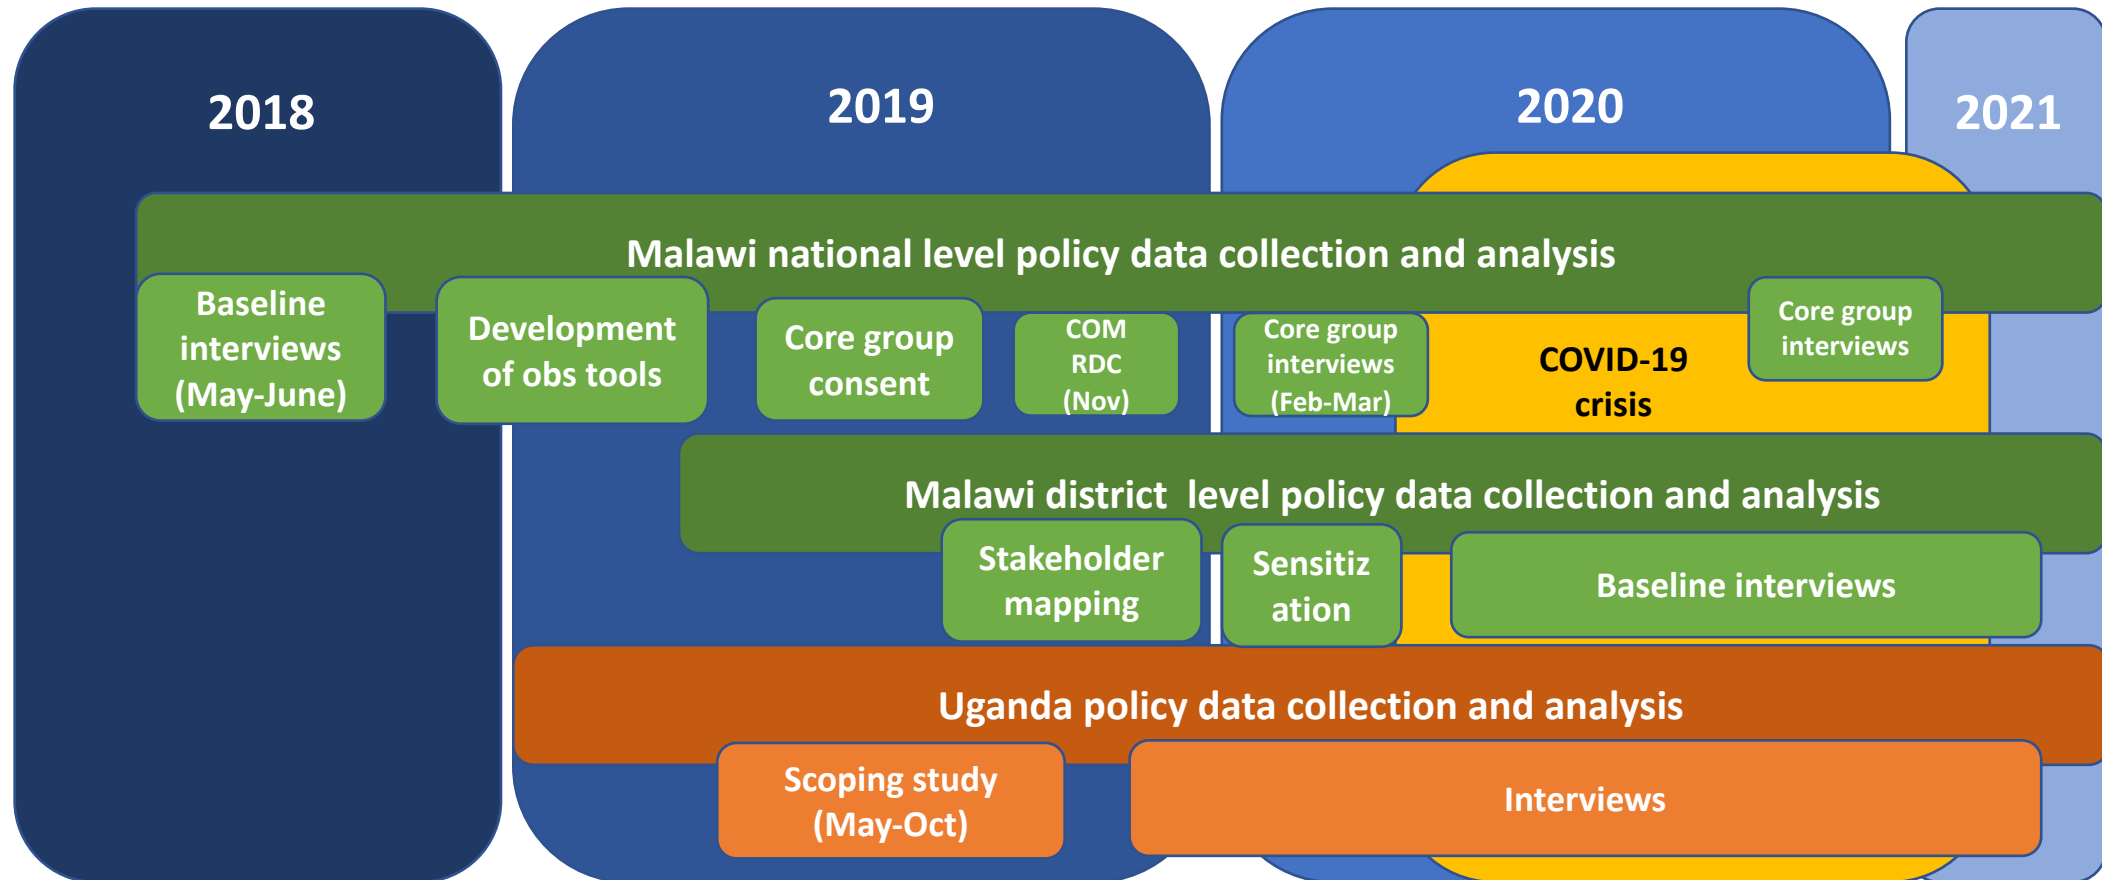 2018
2019
2020
2021
Malawi national level policy data collection and analysis
Baseline
interviews
(May-June)
Development
of obs tools
Core group
consent
COM
RDC
(Nov)
Core group
interviews
(Feb-Mar)
COVID-19
crisis
Core group
interviews
Malawi district  level policy data collection and analysis
Stakeholder
mapping
Sensitiz
ation
Baseline interviews
Uganda policy data collection and analysis
Scoping study
(May-Oct)
Interviews